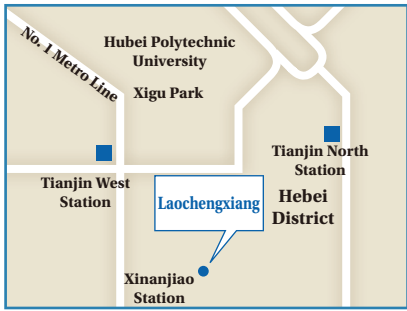 No. 1 Metro Line
Hubei Polytechnic
University
Xigu Park
Tianjin North
Station
Tianjin West
Station
Laochengxiang
Hebei
District
Xinanjiao
Station